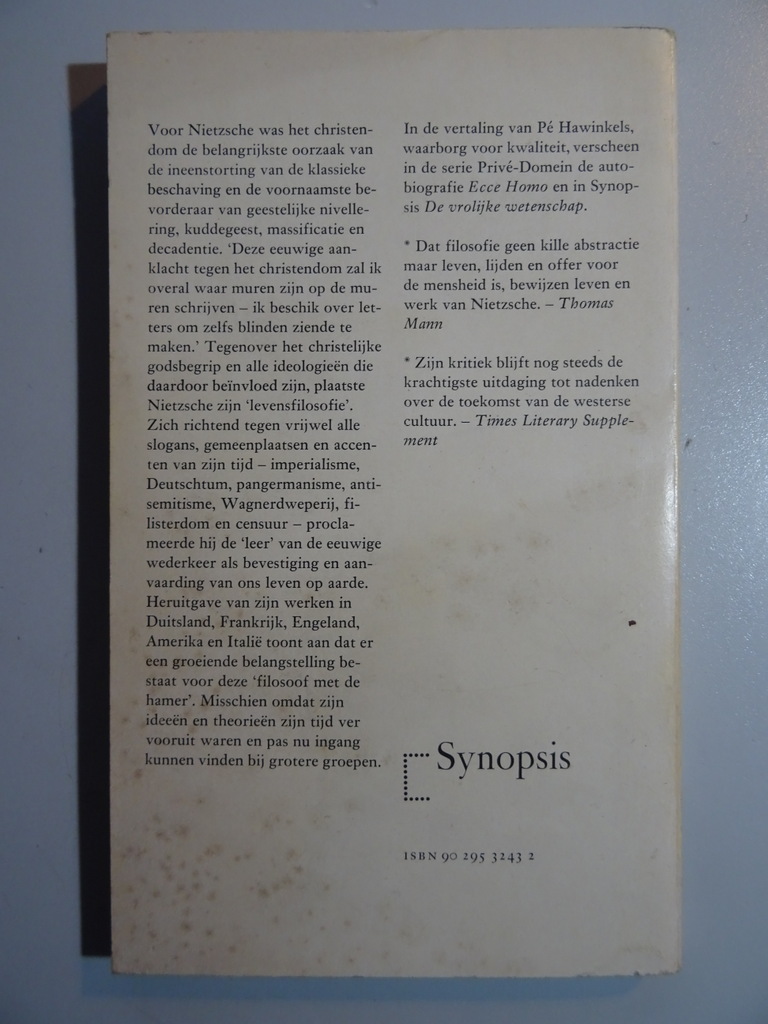 Voor Nietzsche was het christen-
dom de belangrijkste oorzaak van
de ineenstorting van de klassieke
beschaving en de voornaamste be-
vorderaar van geestelijke nivelle-
ring, kuddegeest, massificatie en
decadentie. ‘Deze eeuwige aan-
klacht tegen het christendom zal ik
overal waar muren zijn op de mu-
ren schrijven – ik beschik over let-
ters om zelfs blinden ziende te
maken.’ Tegenover het christelijke
godsbegrip en alle ideologieën die
daardoor beïnvloed zijn, plaatste
Nietzsche zijn ‘levensfilosofie’.
Zich richtend tegen vrijwel alle
slogans, gemeenplaatsen en accen-
ten van zijn tijd – imperialisme,
Deutschtum, pangermanisme, anti-
semitisme, Wagnerdweperij, fi-
listerdom en censuur – procla-
meerde hij de ‘leer’ van de eeuwige
wederkeer als bevestiging en aan-
vaarding van ons leven op aarde.
Heruitgave van zijn werken in
Duitsland, Frankrijk, Engeland,
Amerika en Italië toont aan dat er
een groeiende belangstelling be-
staat voor deze ‘filosoof met de
hamer’. Misschien omdat zijn
ideeën en theorieën zijn tijd ver
vooruit waren en pas nu ingang
kunnen vinden bij grotere groepen.
In de vertaling van Pé Hawinkels,
waarborg voor kwaliteit, verscheen
in de serie Privé-Domein de auto-
biografie Ecce Homo en in Synop-
sis De vrolijke wetenschap.
* Dat filosofie geen kille abstractie
maar leven, lijden en offer voor
de mensheid is, bewijzen leven en
werk van Nietzsche. – Thomas
Mann
* Zijn kritiek blijft nog steeds de
krachtigste uitdaging tot nadenken
over de toekomst van de westerse
cultuur. – Times Literary Supple-
ment
Synopsis
ISBN 90 295 3243 2